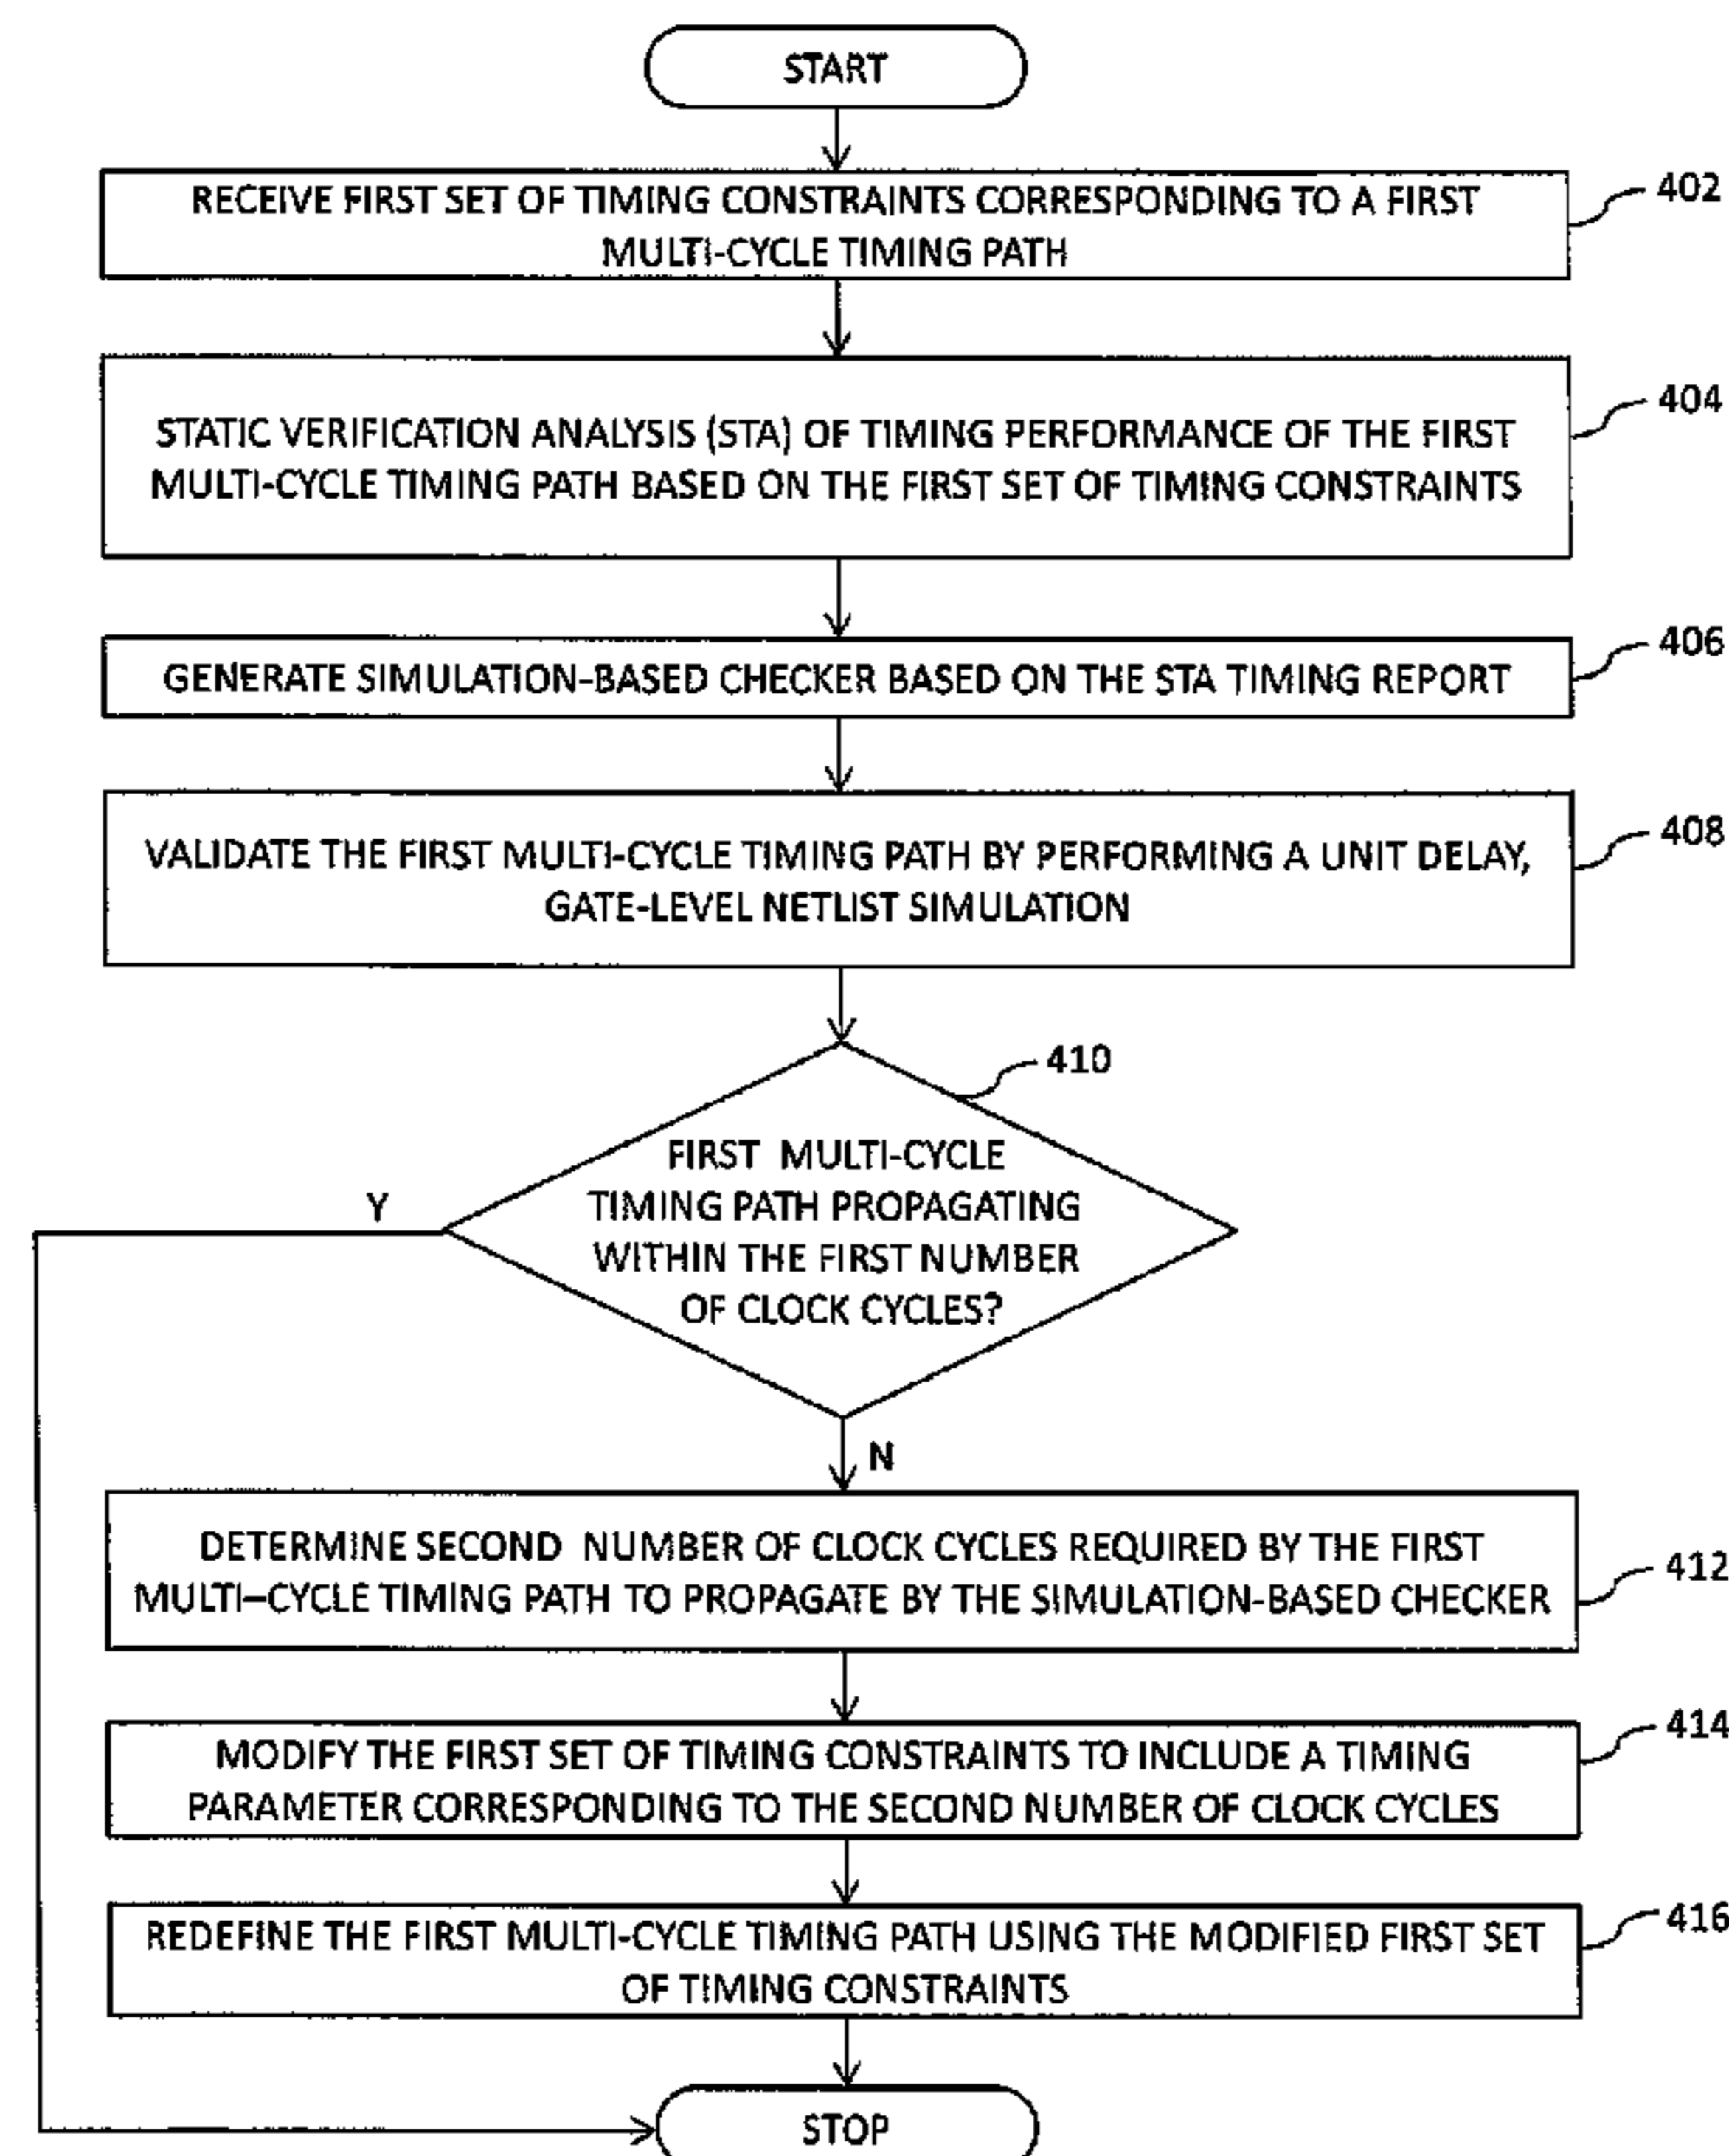 START
RECEIVE FIRST SET OF TIMING CONSTRAINTS CORRESPONDING TO A FIRST
MULTI-CYCLE TIMING PATH
402
STATIC VERIFICATION ANALYSIS (STA) OF TIMING PERFORMANCE OF THE FIRST
MULTI-CYCLE TIMING PATH BASED ON THE FIRST SET OF TIMING CONSTRAINTS
404
GENERATE SIMULATION-BASED CHECKER BASED ON THE STA TIMING REPORT
406
VALIDATE THE FIRST MULTI-CYCLE TIMING PATH BY PERFORMING A UNIT DELAY,
GATE-LEVEL NETLIST SIMULATION
408
410
FIRST MULTI-CYCLE
TIMING PATH PROPAGATING
WITHIN THE FIRST NUMBER
OF CLOCK CYCLES?
Y
N
DETERMINE SECOND NUMBER OF CLOCK CYCLES REQUIRED BY THE FIRST
MULTI–CYCLE TIMING PATH TO PROPAGATE BY THE SIMULATION-BASED CHECKER
412
MODIFY THE FIRST SET OF TIMING CONSTRAINTS TO INCLUDE A TIMING
PARAMETER CORRESPONDING TO THE SECOND NUMBER OF CLOCK CYCLES
414
REDEFINE THE FIRST MULTI-CYCLE TIMING PATH USING THE MODIFIED FIRST SET
OF TIMING CONSTRAINTS
416
STOP